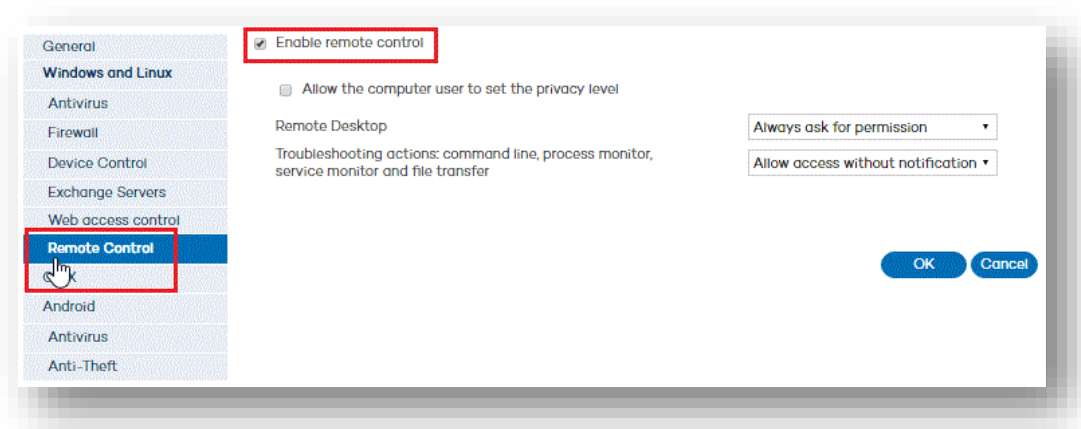 General
Windows and Linux
Antivirus
Firewall
Device Control
Exchange Servers
Web access control
Remote Control
Android
Antivirus
Anti-Theft
Enable remote control
Allow the computer user to set the privacy level
Remote Desktop
Always ask for permission
Troubleshooting actions: command line, process monitor,
service monitor and file transfer
Allow access without notification
OK
Cancel